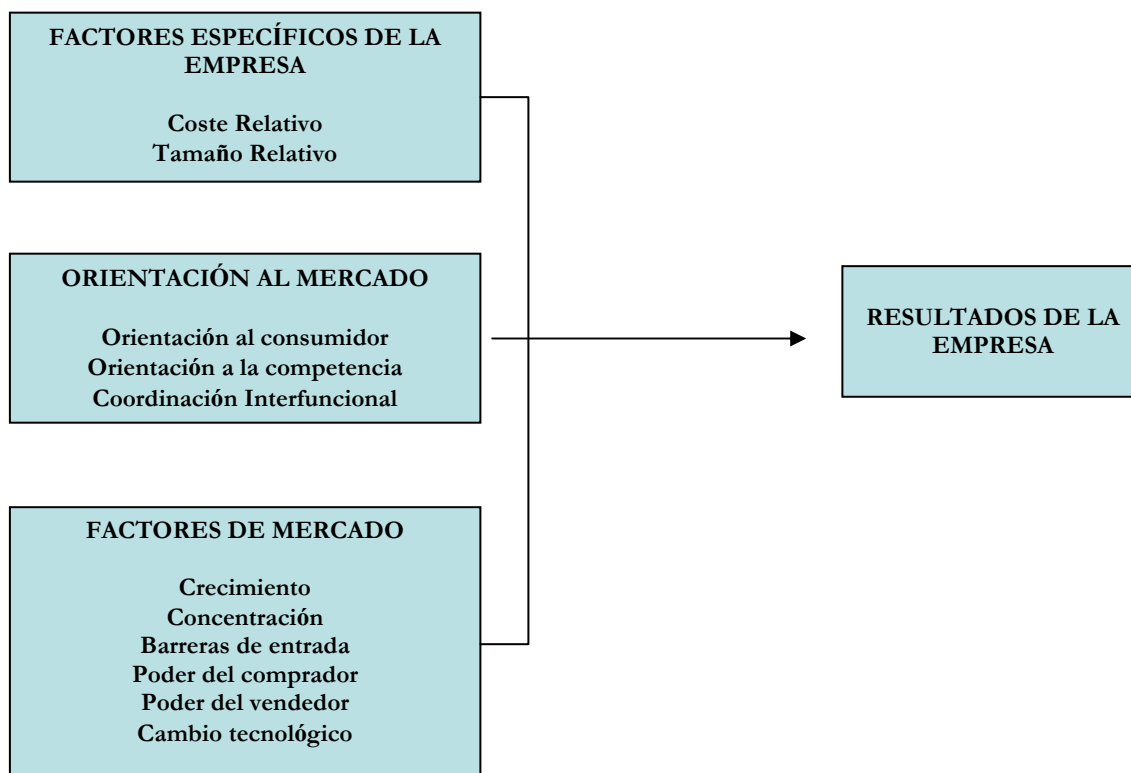 FACTORES ESPECÍFICOS DE LA
EMPRESA
Coste Relativo
Tamaño Relativo
ORIENTACIÓN AL MERCADO
Orientación al consumidor
Orientación a la competencia
Coordinación Interfuncional
RESULTADOS DE LA
EMPRESA
FACTORES DE MERCADO
Crecimiento
Concentración
Barreras de entrada
Poder del comprador
Poder del vendedor
Cambio tecnológico